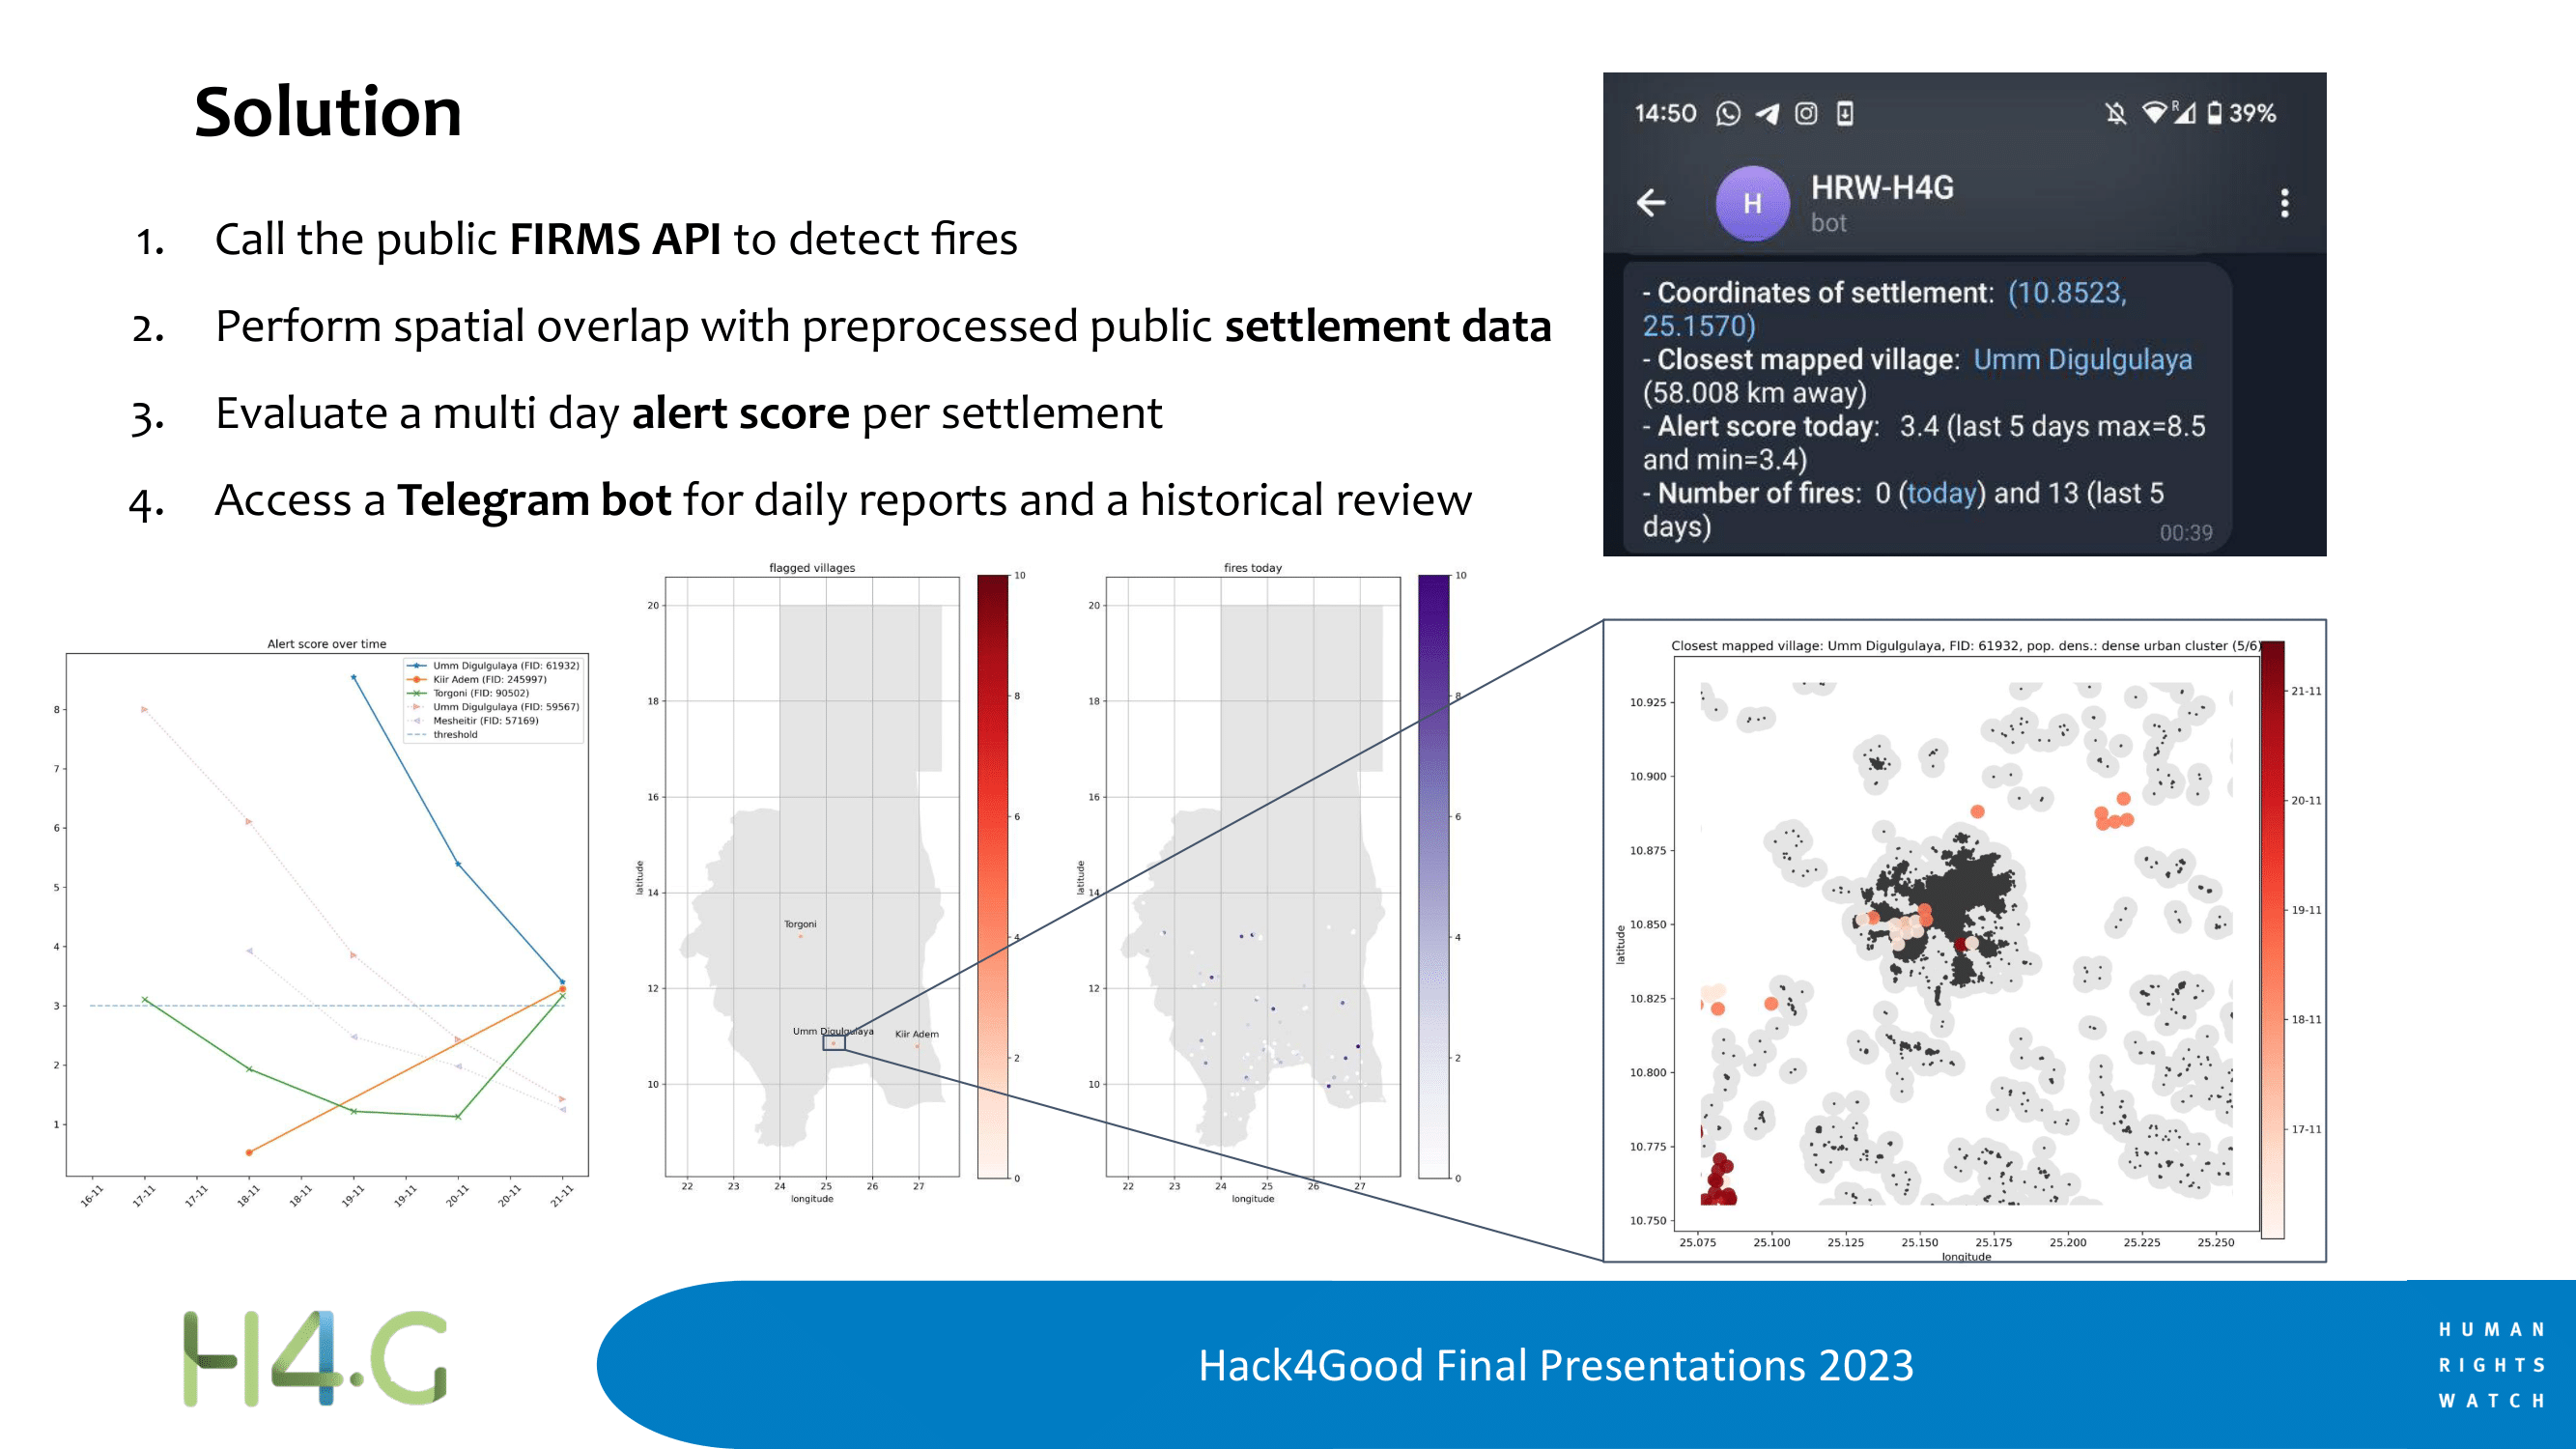 Solution
1. Call the public FIRMS API to detect fires
2. Perform spatial overlap with preprocessed public settlement data
3. Evaluate a multi day alert score per settlement
4. Access a Telegram bot for daily reports and a historical review
14:50 R 39%
H
HRW-H4G
bot
- Coordinates of settlement: (10.8523,
25.1570)
- Closest mapped village: Umm Digulgulaya
(58.008 km away)
- Alert score today: 3.4 (last 5 days max=8.5
and min=3.4)
- Number of fires: 0 (today) and 13 (last 5
days)
00:39
Alert score over time
Umm Digulgulaya (FID: 61932)
Kiir Adem (FID: 245997)
Torgoni (FID: 90502)
Umm Digulgulaya (FID: 59567)
Mesheitir (FID: 57169)
threshold
8
7
6
5
4
3
2
1
16-11 17-11 17-11 18-11 18-11 19-11 19-11 20-11 20-11 21-11
flagged villages
20
18
16
14
12
10
latitude
Torgoni
Umm Digulgulaya
Kiir Adem
22 23 24 25 26 27
longitude
10
8
6
4
2
0
fires today
20
18
16
14
12
10
latitude
22 23 24 25 26 27
longitude
10
8
6
4
2
0
Closest mapped village: Umm Digulgulaya, FID: 61932, pop. dens.: dense urban cluster (5/6)
10.925
10.900
10.875
10.850
10.825
10.800
10.775
10.750
latitude
25.075 25.100 25.125 25.150 25.175 25.200 25.225 25.250
longitude
21-11
20-11
19-11
18-11
17-11
H4.G
Hack4Good Final Presentations 2023
HUMAN
RIGHTS
WATCH